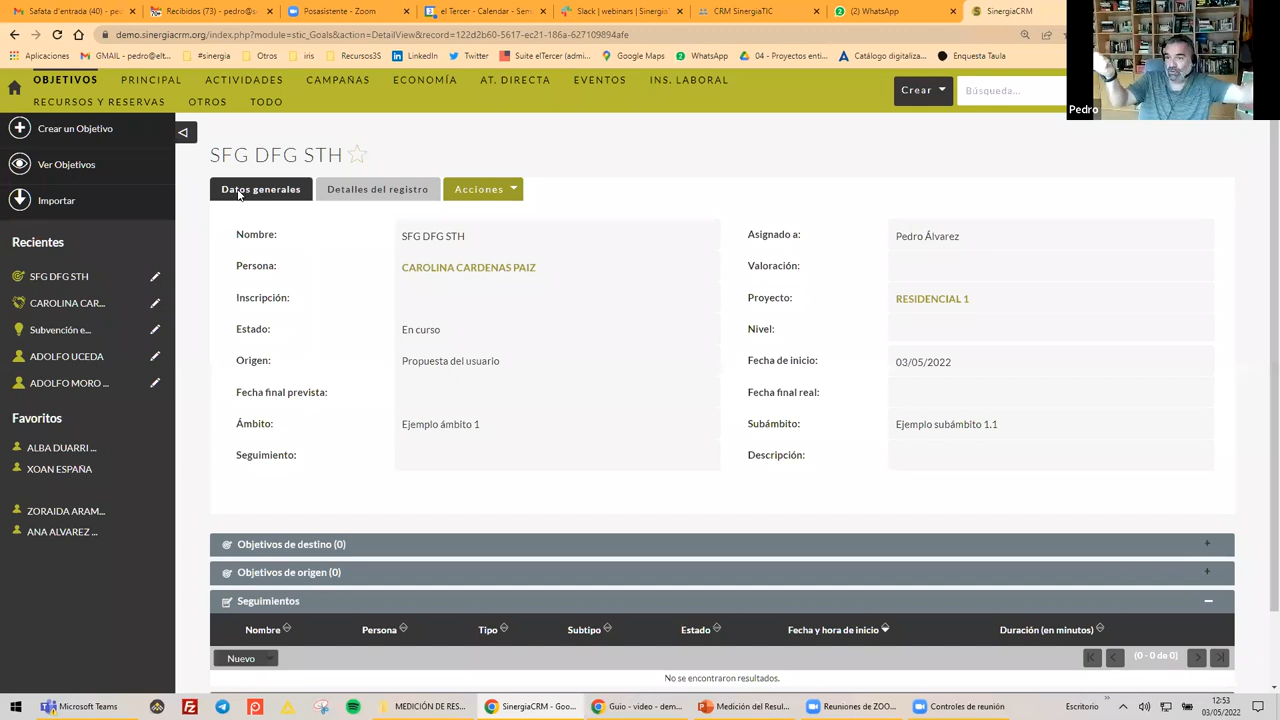 Safata d'entrada (40) - p
Recibidos (73) - pedro@s
Posasistente - Zoom
el Tercer - Calendar - Sem
Slack | webinars | Sinergia
CRM SinergiaTIC
(2) WhatsApp
SinergiaCRM
demo.sinergiacrm.org/index.php?module=stic_Goals&action=DetailView&record=122d2b60-5617-ec21-186a-627109894afe
Aplicaciones
GMAIL - pedro@elt...
#sinergia
Otros
iris
Recursos3S
LinkedIn
Twitter
Suite elTercer (admi...
Google Maps
WhatsApp
04 - Proyectos enti...
Catálogo digitaliza...
Enquesta Taula
Pedro
OBJETIVOS PRINCIPAL ACTIVIDADES CAMPAÑAS ECONOMÍA AT. DIRECTA EVENTOS INS. LABORAL
RECURSOS Y RESERVAS OTROS TODO
Crear
Búsqueda...
Crear un Objetivo
Ver Objetivos
Importar
Recientes
SFG DFG STH
CAROLINA CAR...
Subvención e...
ADOLFO UCEDA
ADOLFO MORO ...
Favoritos
ALBA DUARRI ...
XOAN ESPAÑA
ZORAIDA ARAM...
ANA ALVAREZ ...
SFG DFG STH
Datos generales
Detalles del registro
Acciones
Nombre: SFG DFG STH
Asignado a: Pedro Álvarez
Persona: CAROLINA CARDENAS PAIZ
Valoración:
Inscripción:
Proyecto: RESIDENCIAL 1
Estado: En curso
Nivel:
Origen: Propuesta del usuario
Fecha de inicio: 03/05/2022
Fecha final prevista:
Fecha final real:
Ámbito: Ejemplo ámbito 1
Subámbito: Ejemplo subámbito 1.1
Seguimiento:
Descripción:
Objetivos de destino (0)
Objetivos de origen (0)
Seguimientos
Nombre Persona Tipo Subtipo Estado Fecha y hora de inicio Duración (en minutos)
Nuevo
(0 - 0 de 0)
No se encontraron resultados.
Microsoft Teams
MEDICIÓN DE RES...
SinergiaCRM - Goo...
Guio - video - dem...
Medición del Resul...
Reuniones de ZOO...
Controles de reunión
Escritorio
12:53
03/05/2022